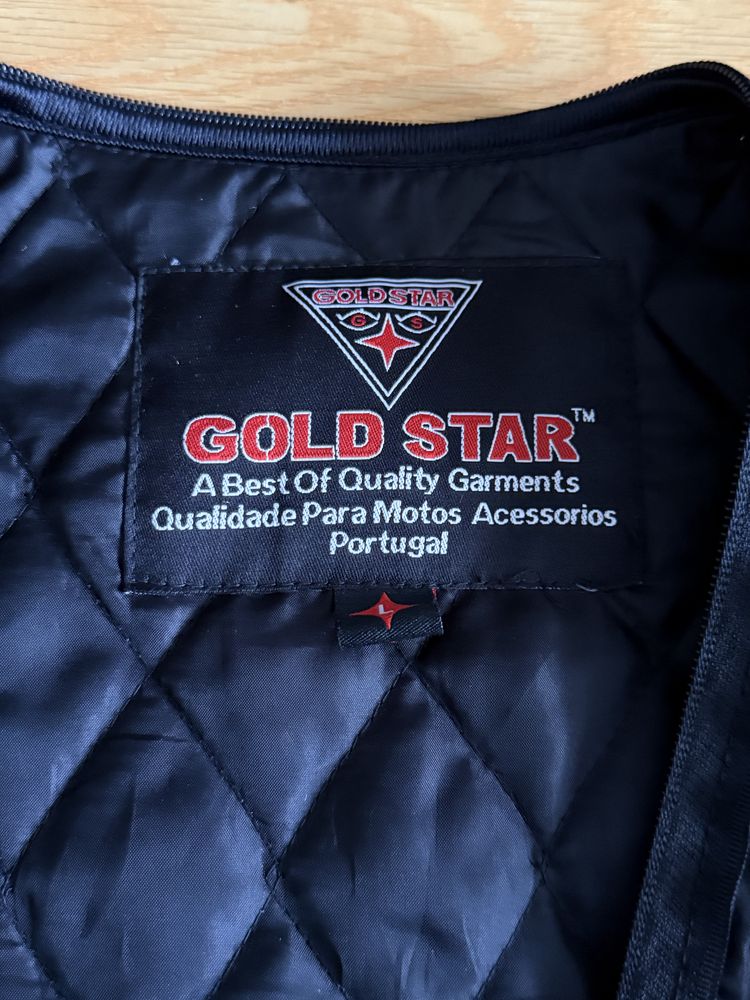 GOLD STAR
G S
GOLD STAR™
A Best Of Quality Garments
Qualidade Para Motos Acessorios
Portugal
L